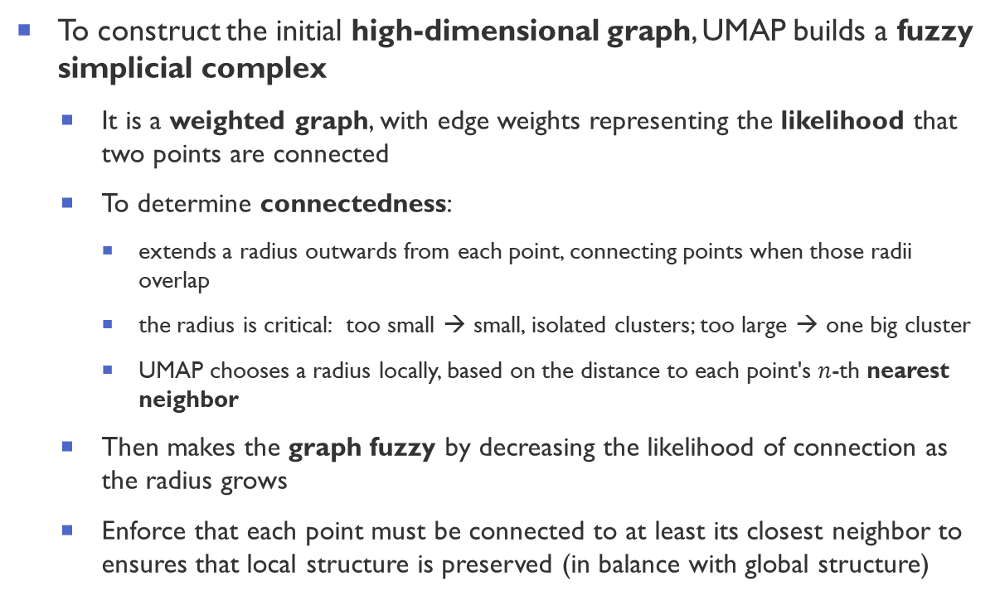 ▪ To construct the initial high-dimensional graph, UMAP builds a fuzzy
simplicial complex
▪ It is a weighted graph, with edge weights representing the likelihood that
two points are connected
▪ To determine connectedness:
▪ extends a radius outwards from each point, connecting points when those radii
overlap
▪ the radius is critical:  too small → small, isolated clusters; too large → one big cluster
▪ UMAP chooses a radius locally, based on the distance to each point's n-th nearest
neighbor
▪ Then makes the graph fuzzy by decreasing the likelihood of connection as
the radius grows
▪ Enforce that each point must be connected to at least its closest neighbor to
ensures that local structure is preserved (in balance with global structure)